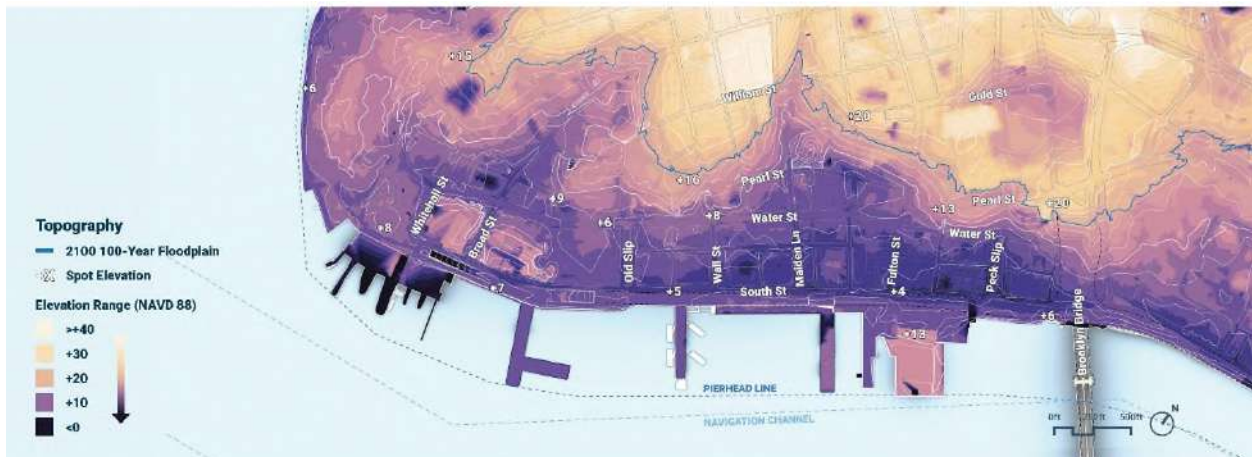 +15
+6
William St
Gold St
+20
+16
Pearl St
Pearl St
+13
+20
+9
+6
+8
Water St
Water St
Whitehall St
Broad St
+8
Old Slip
Wall St
Maiden Ln
Fulton St
Peck Slip
+7
+5
South St
+4
+6
+13
Brooklyn Bridge
PIERHEAD LINE
NAVIGATION CHANNEL
Topography
2100 100-Year Floodplain
Spot Elevation
Elevation Range (NAVD 88)
>+40
+30
+20
+10
<0
0ft
500ft
N